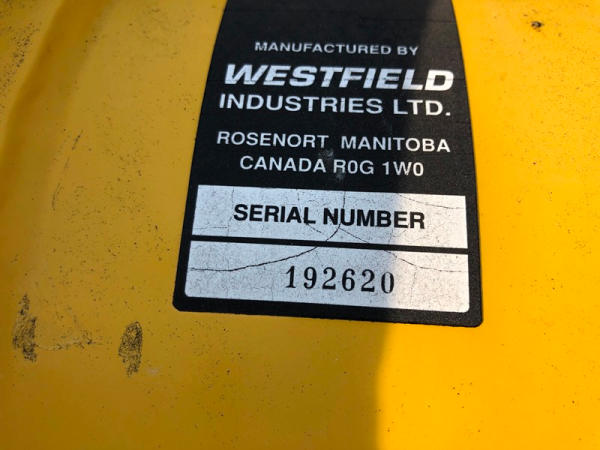 MANUFACTURED BY
WESTFIELD
INDUSTRIES LTD.
ROSENORT MANITOBA
CANADA R0G 1W0
SERIAL NUMBER
192620